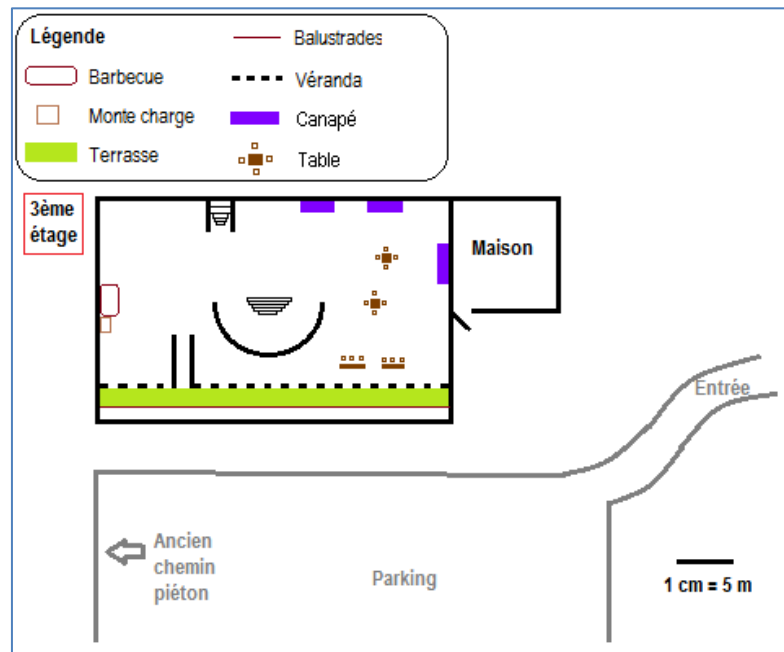 Légende
Balustrades
Barbecue
Véranda
Monte charge
Canapé
Terrasse
Table
3ème
étage
Maison
Entrée
Ancien
chemin
piéton
Parking
1 cm = 5 m